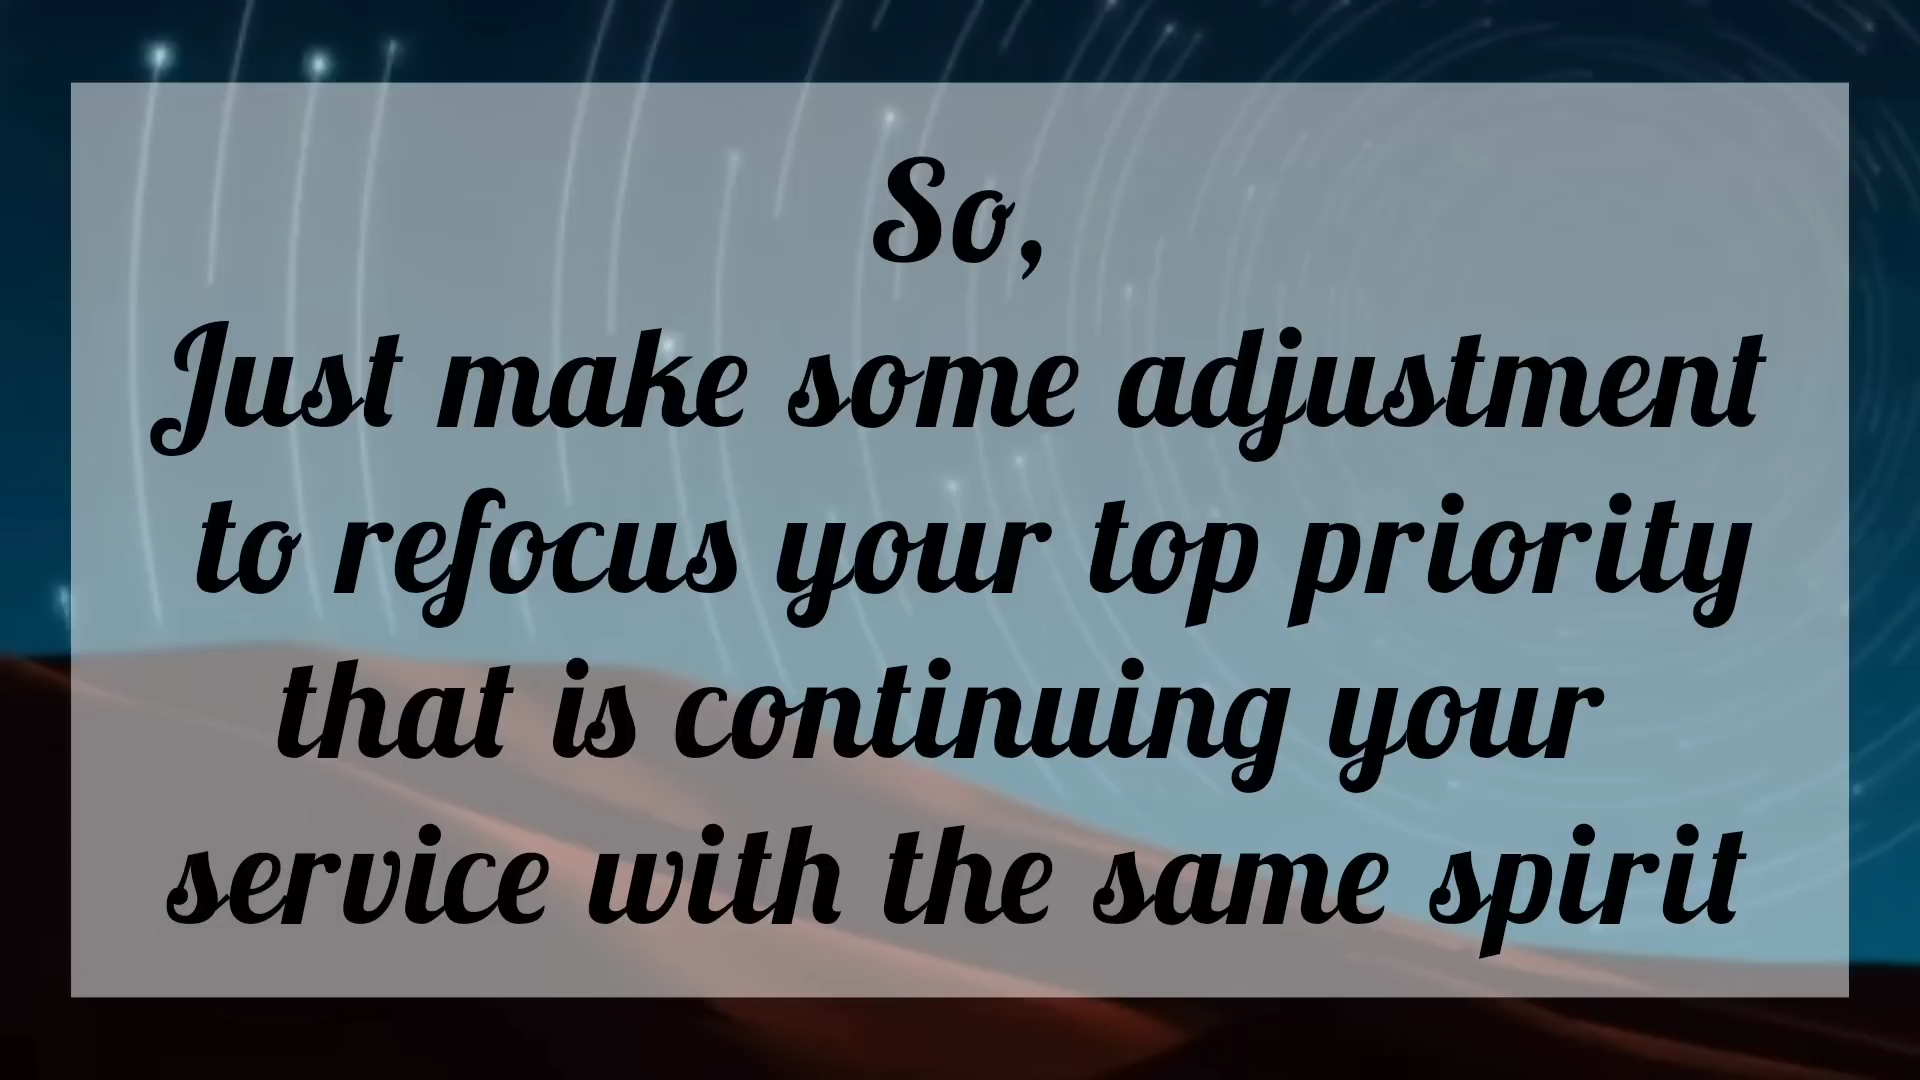 So,
Just make some adjustment
to refocus your top priority
that is continuing your
service with the same spirit